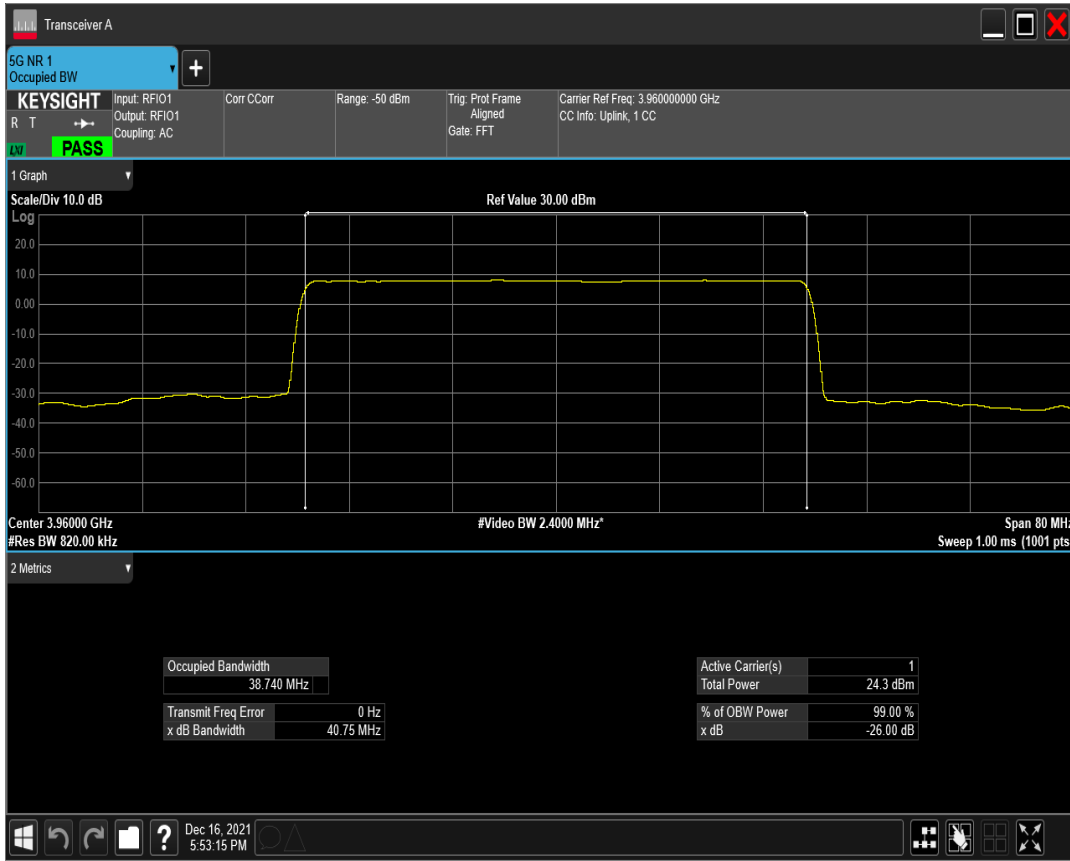 Transceiver A
5G NR 1
Occupied BW
+
KEYSIGHT
R T
LXI
PASS
Input: RFIO1
Output: RFIO1
Coupling: AC
Corr CCorr
Range: -50 dBm
Trig: Prot Frame
Aligned
Gate: FFT
Carrier Ref Freq: 3.960000000 GHz
CC Info: Uplink, 1 CC
1 Graph
Scale/Div 10.0 dB
Ref Value 30.00 dBm
Log
20.0
10.0
0.00
-10.0
-20.0
-30.0
-40.0
-50.0
-60.0
Center 3.96000 GHz
#Video BW 2.4000 MHz*
Span 80 MHz
#Res BW 820.00 kHz
Sweep 1.00 ms (1001 pts
2 Metrics
Occupied Bandwidth
38.740 MHz
Transmit Freq Error 0 Hz
x dB Bandwidth 40.75 MHz
Active Carrier(s) 1
Total Power 24.3 dBm
% of OBW Power 99.00 %
x dB -26.00 dB
?
Dec 16, 2021
5:53:15 PM